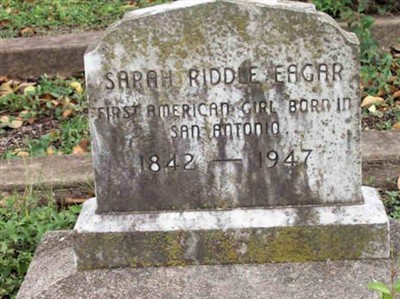 SARAH RIDDLE EAGAR
FIRST AMERICAN GIRL BORN IN
SAN ANTONIO
1842 — 1947